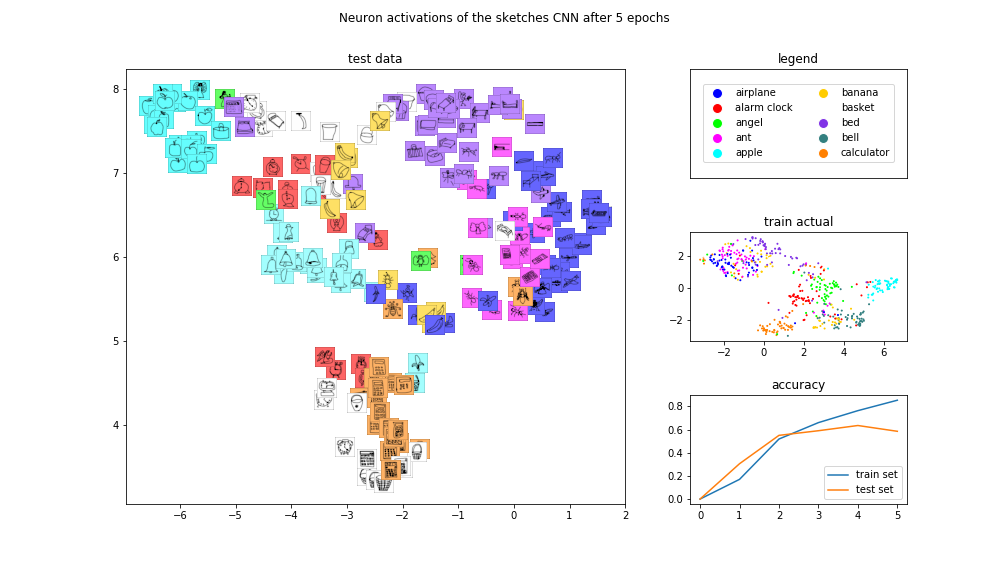 Neuron activations of the sketches CNN after 5 epochs
test data
8
7
6
5
4
−6 −5 −4 −3 −2 −1 0 1 2
legend
airplane banana
alarm clock basket
angel bed
ant bell
apple calculator
train actual
2
0
−2
−2 0 2 4 6
accuracy
0.8
0.6
0.4
0.2
0.0
train set
test set
0 1 2 3 4 5